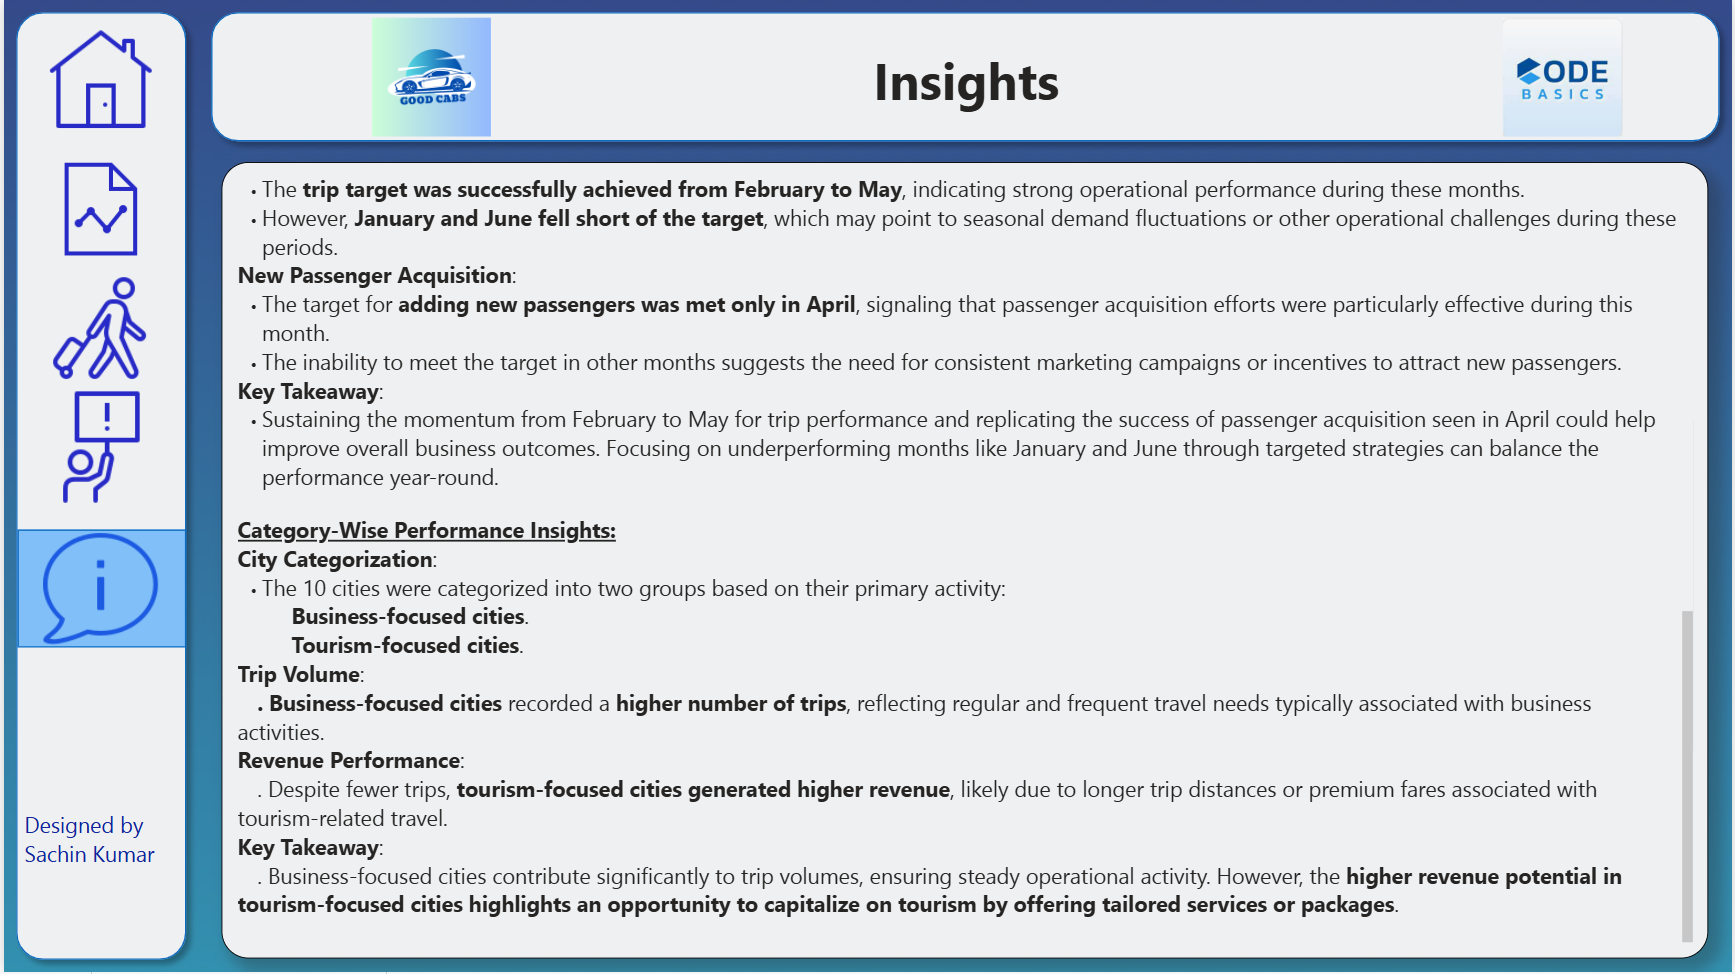 GOOD CABS
Insights
CODE
BASICS
• The trip target was successfully achieved from February to May, indicating strong operational performance during these months.
• However, January and June fell short of the target, which may point to seasonal demand fluctuations or other operational challenges during these
periods.
New Passenger Acquisition:
• The target for adding new passengers was met only in April, signaling that passenger acquisition efforts were particularly effective during this
month.
• The inability to meet the target in other months suggests the need for consistent marketing campaigns or incentives to attract new passengers.
Key Takeaway:
• Sustaining the momentum from February to May for trip performance and replicating the success of passenger acquisition seen in April could help
improve overall business outcomes. Focusing on underperforming months like January and June through targeted strategies can balance the
performance year-round.
Category-Wise Performance Insights:
City Categorization:
• The 10 cities were categorized into two groups based on their primary activity:
Business-focused cities.
Tourism-focused cities.
Trip Volume:
. Business-focused cities recorded a higher number of trips, reflecting regular and frequent travel needs typically associated with business
activities.
Revenue Performance:
. Despite fewer trips, tourism-focused cities generated higher revenue, likely due to longer trip distances or premium fares associated with
tourism-related travel.
Key Takeaway:
. Business-focused cities contribute significantly to trip volumes, ensuring steady operational activity. However, the higher revenue potential in
tourism-focused cities highlights an opportunity to capitalize on tourism by offering tailored services or packages.
Designed by
Sachin Kumar